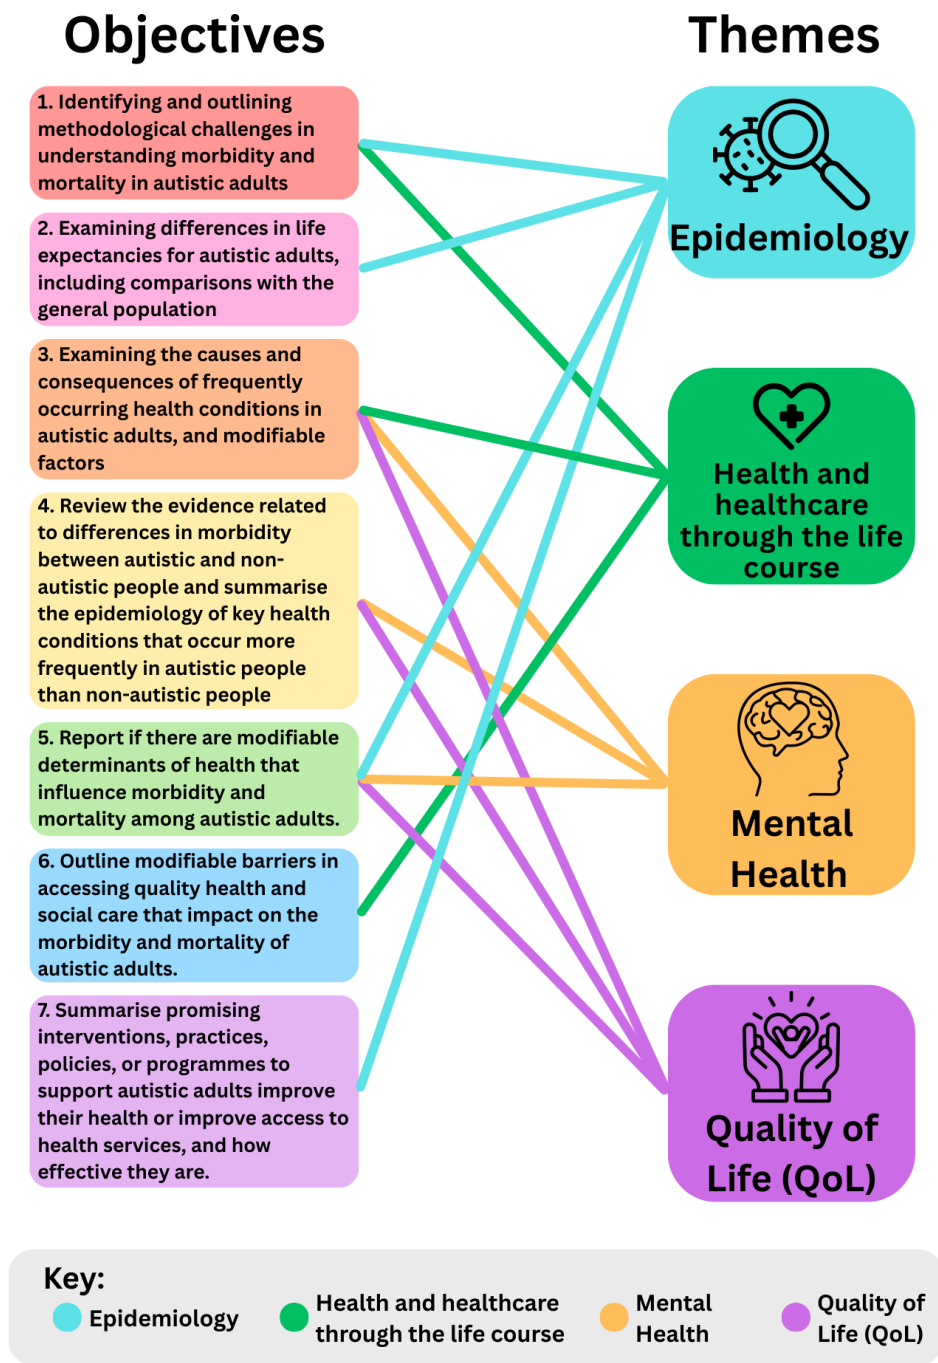 Objectives
Themes
1. Identifying and outlining
methodological challenges in
understanding morbidity and
mortality in autistic adults
2. Examining differences in life
expectancies for autistic adults,
including comparisons with the
general population
3. Examining the causes and
consequences of frequently
occurring health conditions in
autistic adults, and modifiable
factors
4. Review the evidence related
to differences in morbidity
between autistic and non-
autistic people and summarise
the epidemiology of key health
conditions that occur more
frequently in autistic people
than non-autistic people
5. Report if there are modifiable
determinants of health that
influence morbidity and
mortality among autistic adults.
6. Outline modifiable barriers in
accessing quality health and
social care that impact on the
morbidity and mortality of
autistic adults.
7. Summarise promising
interventions, practices,
policies, or programmes to
support autistic adults improve
their health or improve access to
health services, and how
effective they are.
Epidemiology
Health and
healthcare
through the life
course
Mental
Health
Quality of
Life (QoL)
Key:
Epidemiology
Health and healthcare
through the life course
Mental
Health
Quality of
Life (QoL)